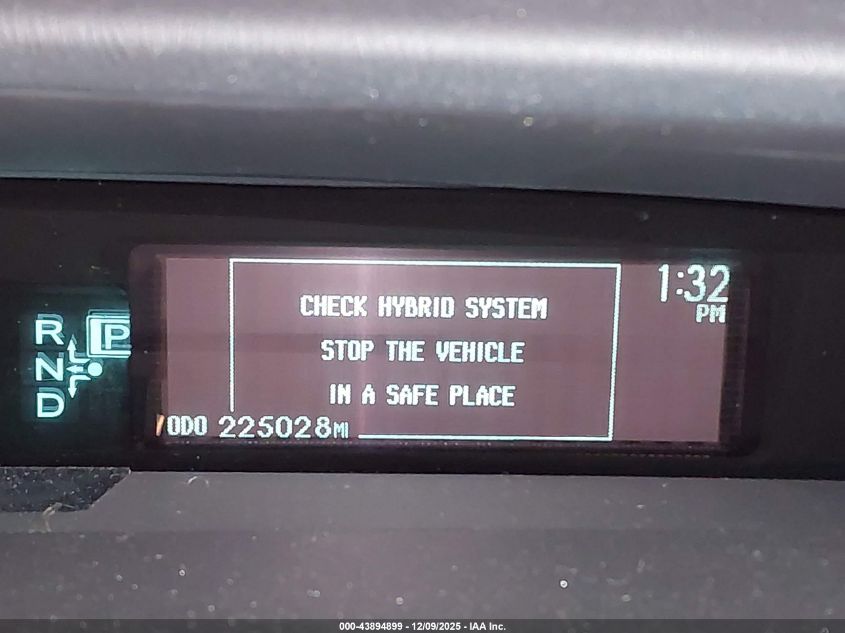 CHECK HYBRID SYSTEM
STOP THE VEHICLE
IN A SAFE PLACE
1:32
PM
R
P
N
D
ODO 225028MI
000-43894899 - 12/09/2025 - IAA Inc.